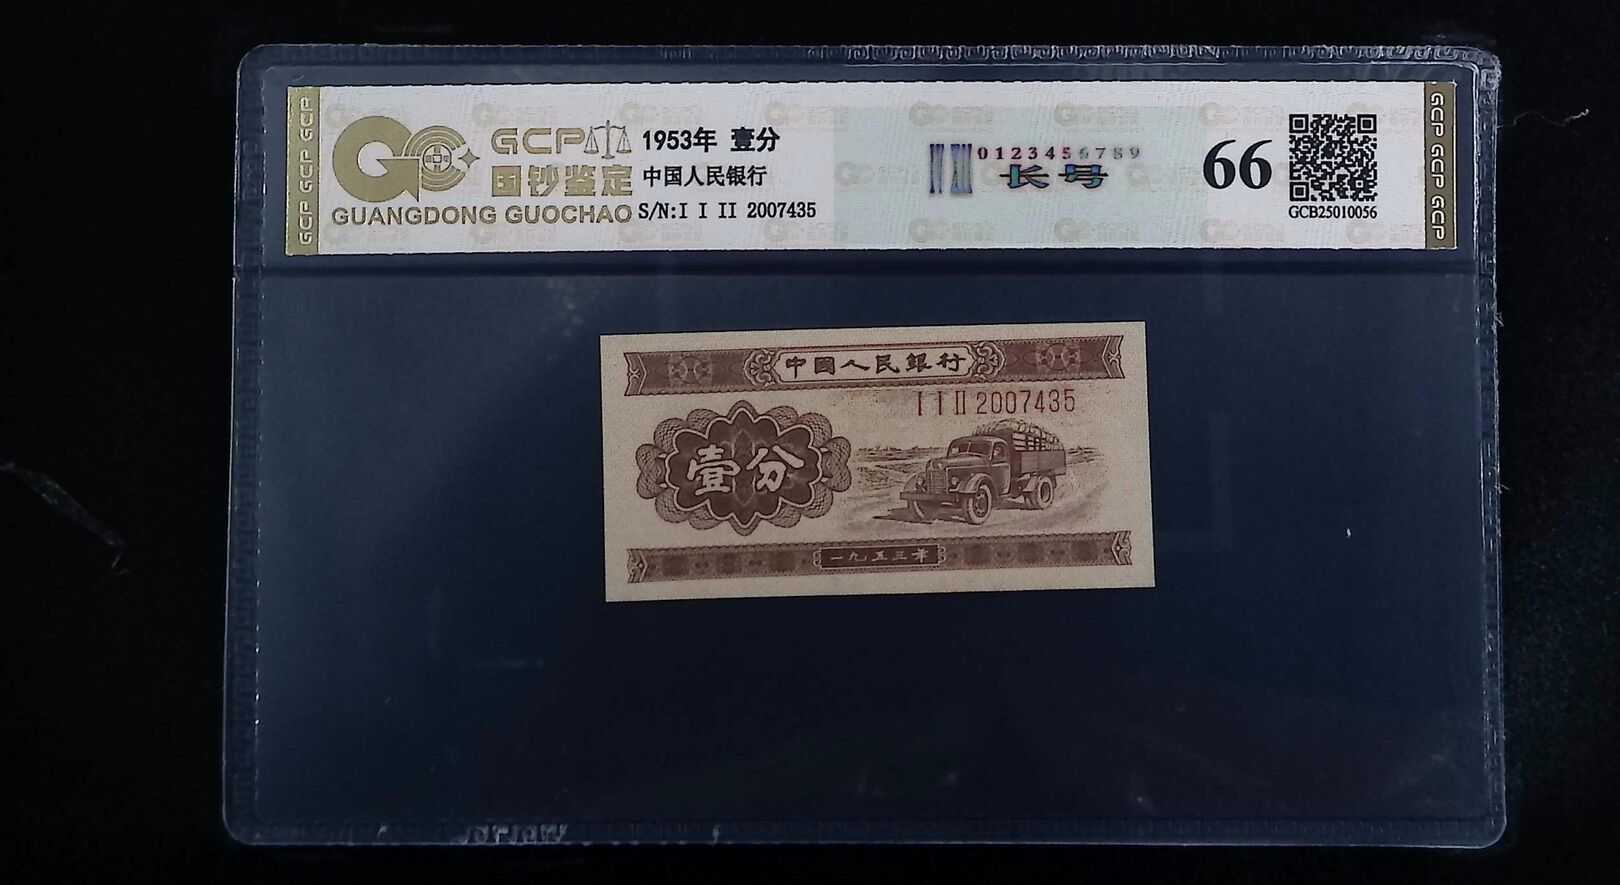 GCP GCP GCP
GCP
国钞鉴定
GUANGDONG GUOCHAO
1953年 壹分
中国人民银行
S/N:I I II 2007435
0123456789
长号
66
GCB25010056
GCP GCP GCP
中國人民銀行
I I II 2007435
壹分
一九五三年